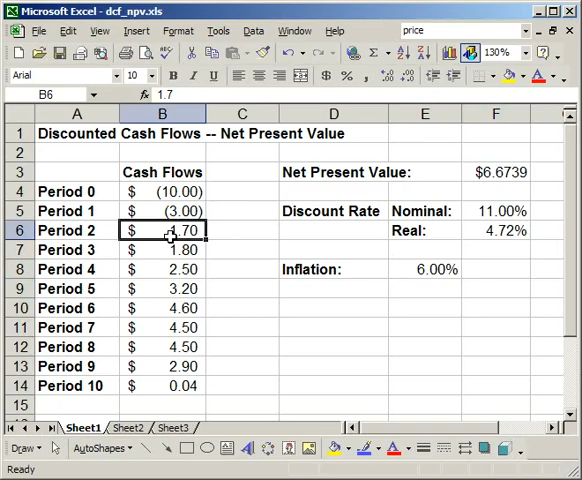 Microsoft Excel - dcf_npv.xls
File Edit View Insert Format Tools Data Window Help price
Σ 130%
Arial 10 B I U $ % ,
B6 fx 1.7
A B C D E F
1 Discounted Cash Flows -- Net Present Value
2
3 Cash Flows Net Present Value: $6.6739
4 Period 0 $ (10.00)
5 Period 1 $ (3.00) Discount Rate Nominal: 11.00%
6 Period 2 $ 1.70 Real: 4.72%
7 Period 3 $ 1.80
8 Period 4 $ 2.50 Inflation: 6.00%
9 Period 5 $ 3.20
10 Period 6 $ 4.60
11 Period 7 $ 4.50
12 Period 8 $ 4.50
13 Period 9 $ 2.90
14 Period 10 $ 0.04
15
Sheet1 Sheet2 Sheet3
Draw AutoShapes
Ready